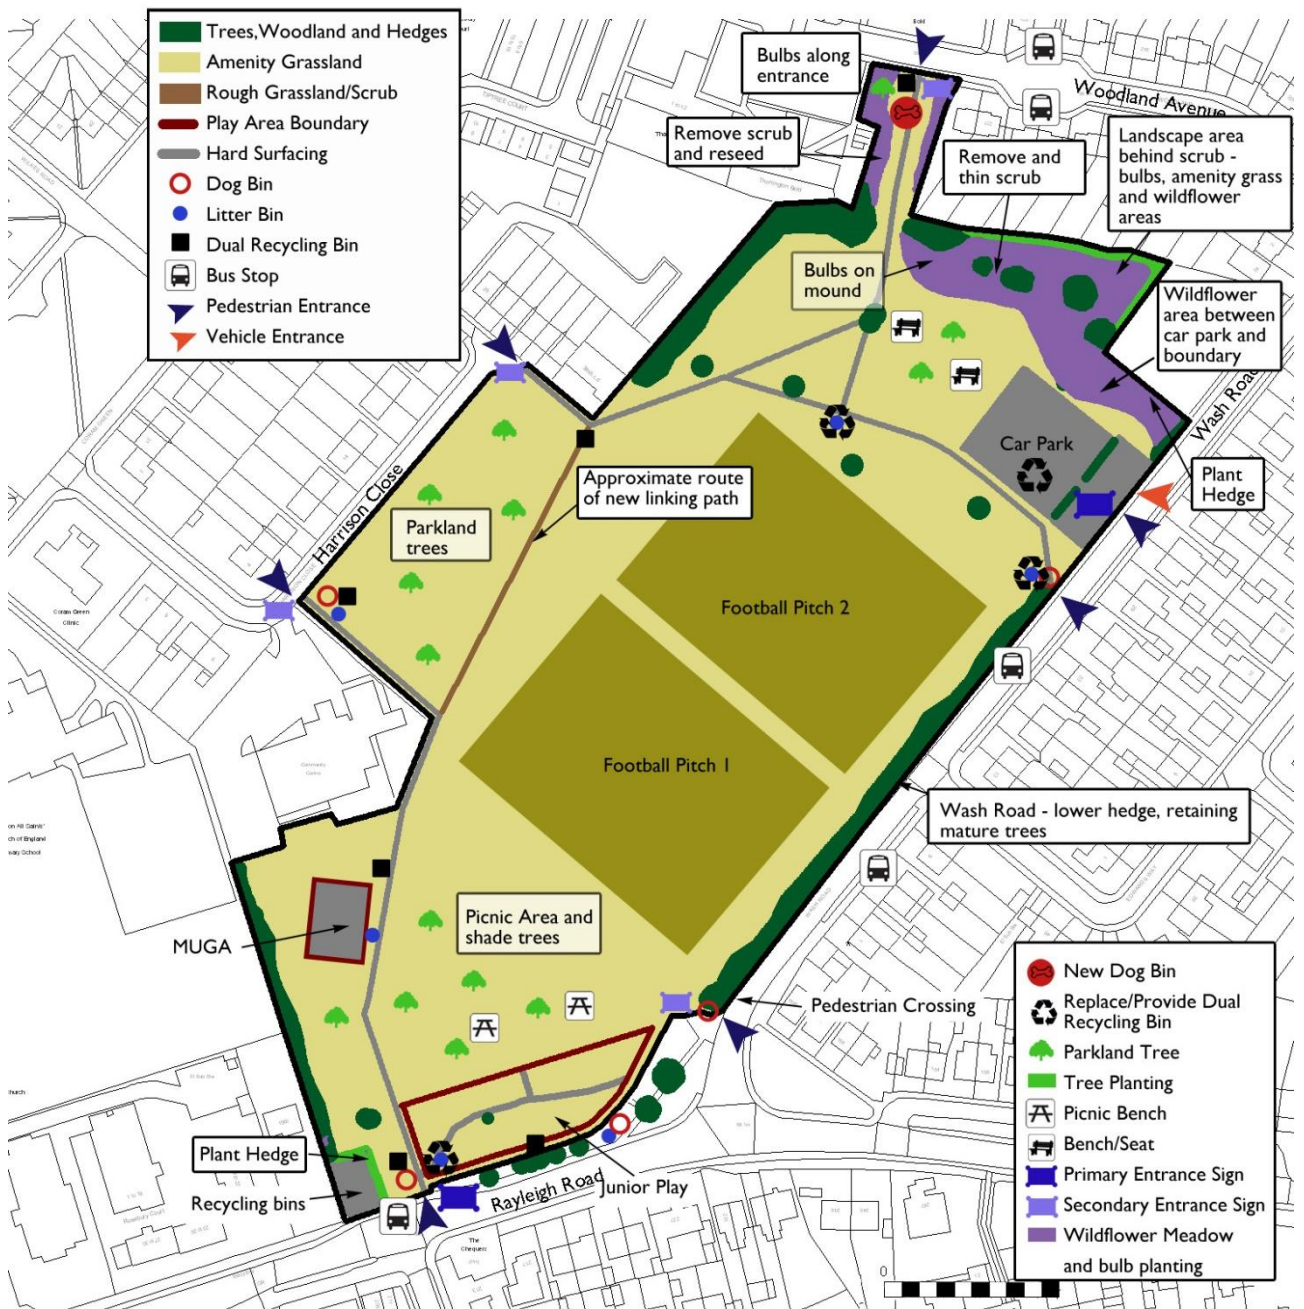 Trees,Woodland and Hedges
Amenity Grassland
Rough Grassland/Scrub
Play Area Boundary
Hard Surfacing
Dog Bin
Litter Bin
Dual Recycling Bin
Bus Stop
Pedestrian Entrance
Vehicle Entrance
Bulbs along
entrance
Remove scrub
and reseed
Remove and
thin scrub
Woodland Avenue
Landscape area
behind scrub -
bulbs, amenity grass
and wildflower
areas
Bulbs on
mound
Wildflower
area between
car park and
boundary
Wash Road
Car Park
Plant
Hedge
Harrison Close
Parkland
trees
Approximate route
of new linking path
Football Pitch 2
Football Pitch 1
Wash Road - lower hedge, retaining
mature trees
MUGA
Picnic Area and
shade trees
Pedestrian Crossing
Plant Hedge
Recycling bins
Rayleigh Road
Junior Play
The
Chequers
(PH)
New Dog Bin
Replace/Provide Dual
Recycling Bin
Parkland Tree
Tree Planting
Picnic Bench
Bench/Seat
Primary Entrance Sign
Secondary Entrance Sign
Wildflower Meadow
and bulb planting
0